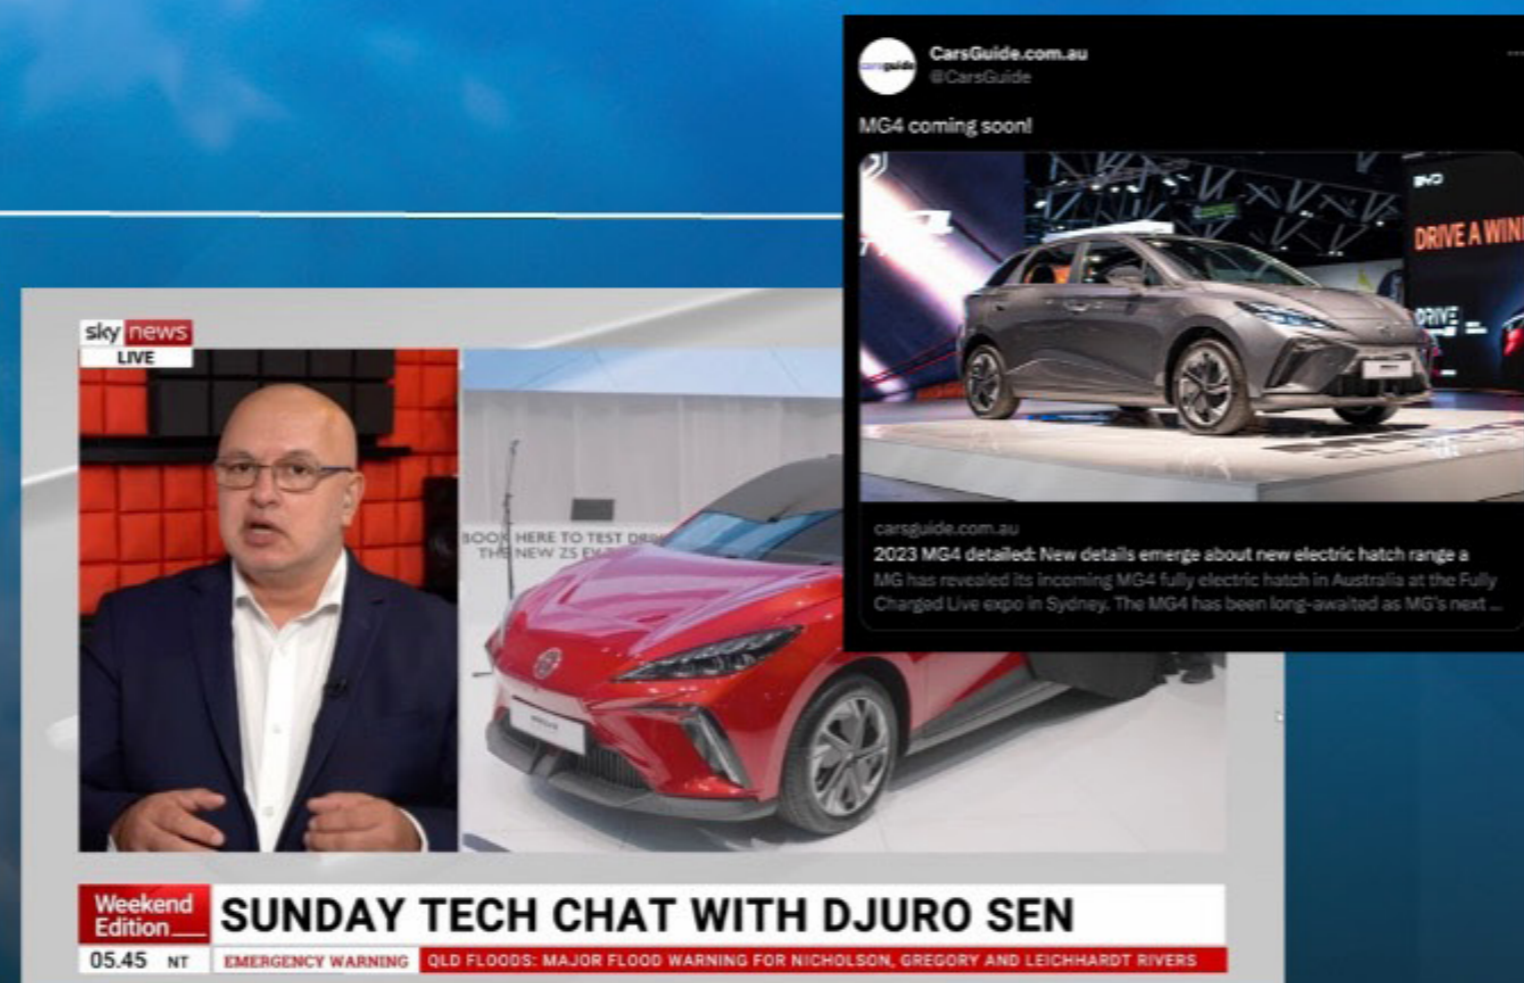 CarsGuide.com.au
carsguide
@CarsGuide
MG4 coming soon!
BYD
DRIVE A WIN
DRIVE
carsguide.com.au
2023 MG4 detailed: New details emerge about new electric hatch range a
MG has revealed its incoming MG4 fully electric hatch in Australia at the Fully
Charged Live expo in Sydney. The MG4 has been long-awaited as MG's next ...
sky news
LIVE
BOOK HERE TO TEST
THE NEW ZS EV
Weekend
Edition
SUNDAY TECH CHAT WITH DJURO SEN
05.45 NT
EMERGENCY WARNING
QLD FLOODS: MAJOR FLOOD WARNING FOR NICHOLSON, GREGORY AND LEICHHARDT RIVERS